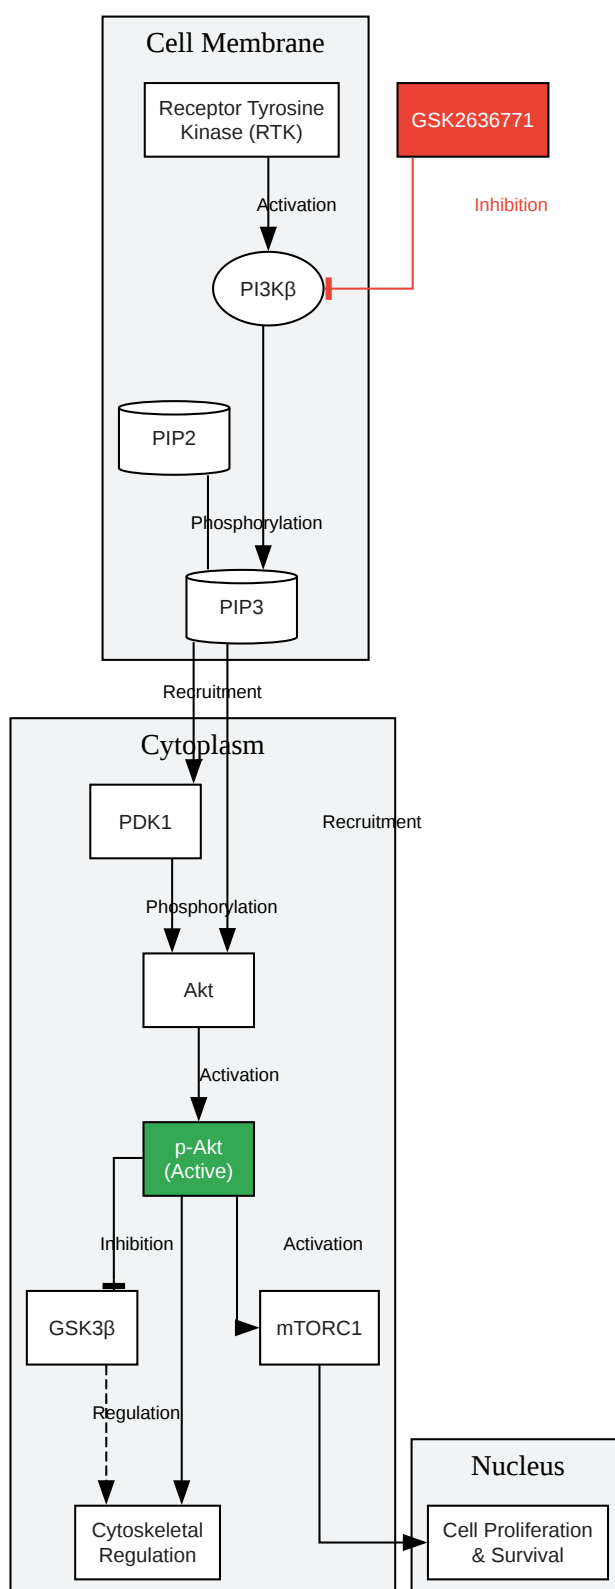 Cell Membrane
Receptor Tyrosine
Kinase (RTK)
GSK2636771
Activation
Inhibition
PI3Kβ
PIP2
Phosphorylation
PIP3
Recruitment
Cytoplasm
PDK1
Recruitment
Phosphorylation
Akt
Activation
p-Akt
(Active)
Inhibition
Activation
GSK3β
mTORC1
Regulation
Nucleus
Cytoskeletal
Regulation
Cell Proliferation
& Survival